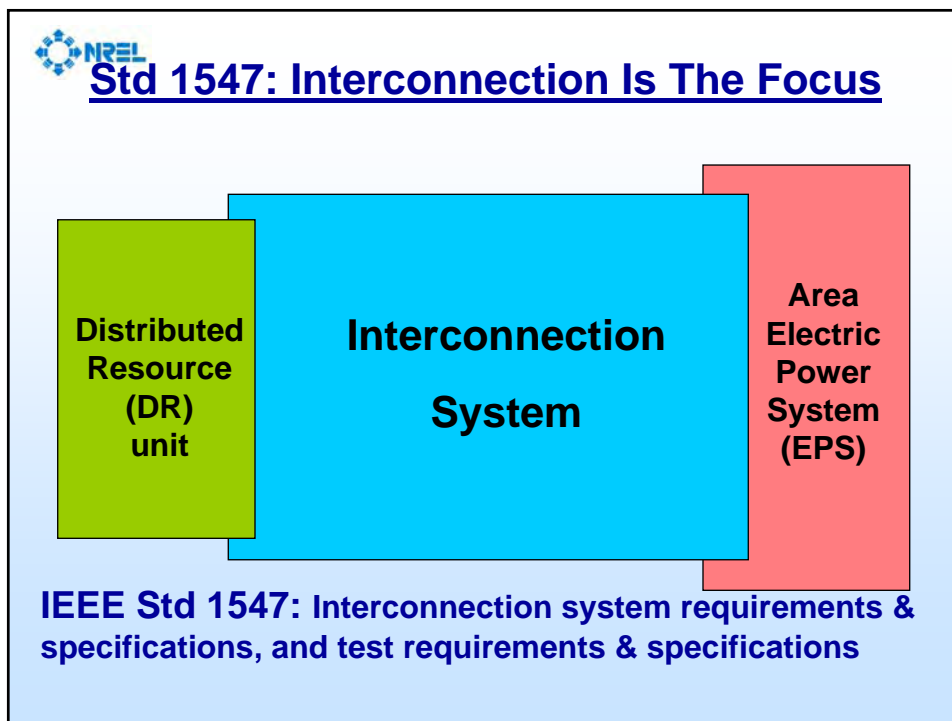 NREL
Std 1547: Interconnection Is The Focus
Distributed
Resource
(DR)
unit
Interconnection
System
Area
Electric
Power
System
(EPS)
IEEE Std 1547: Interconnection system requirements &
specifications, and test requirements & specifications